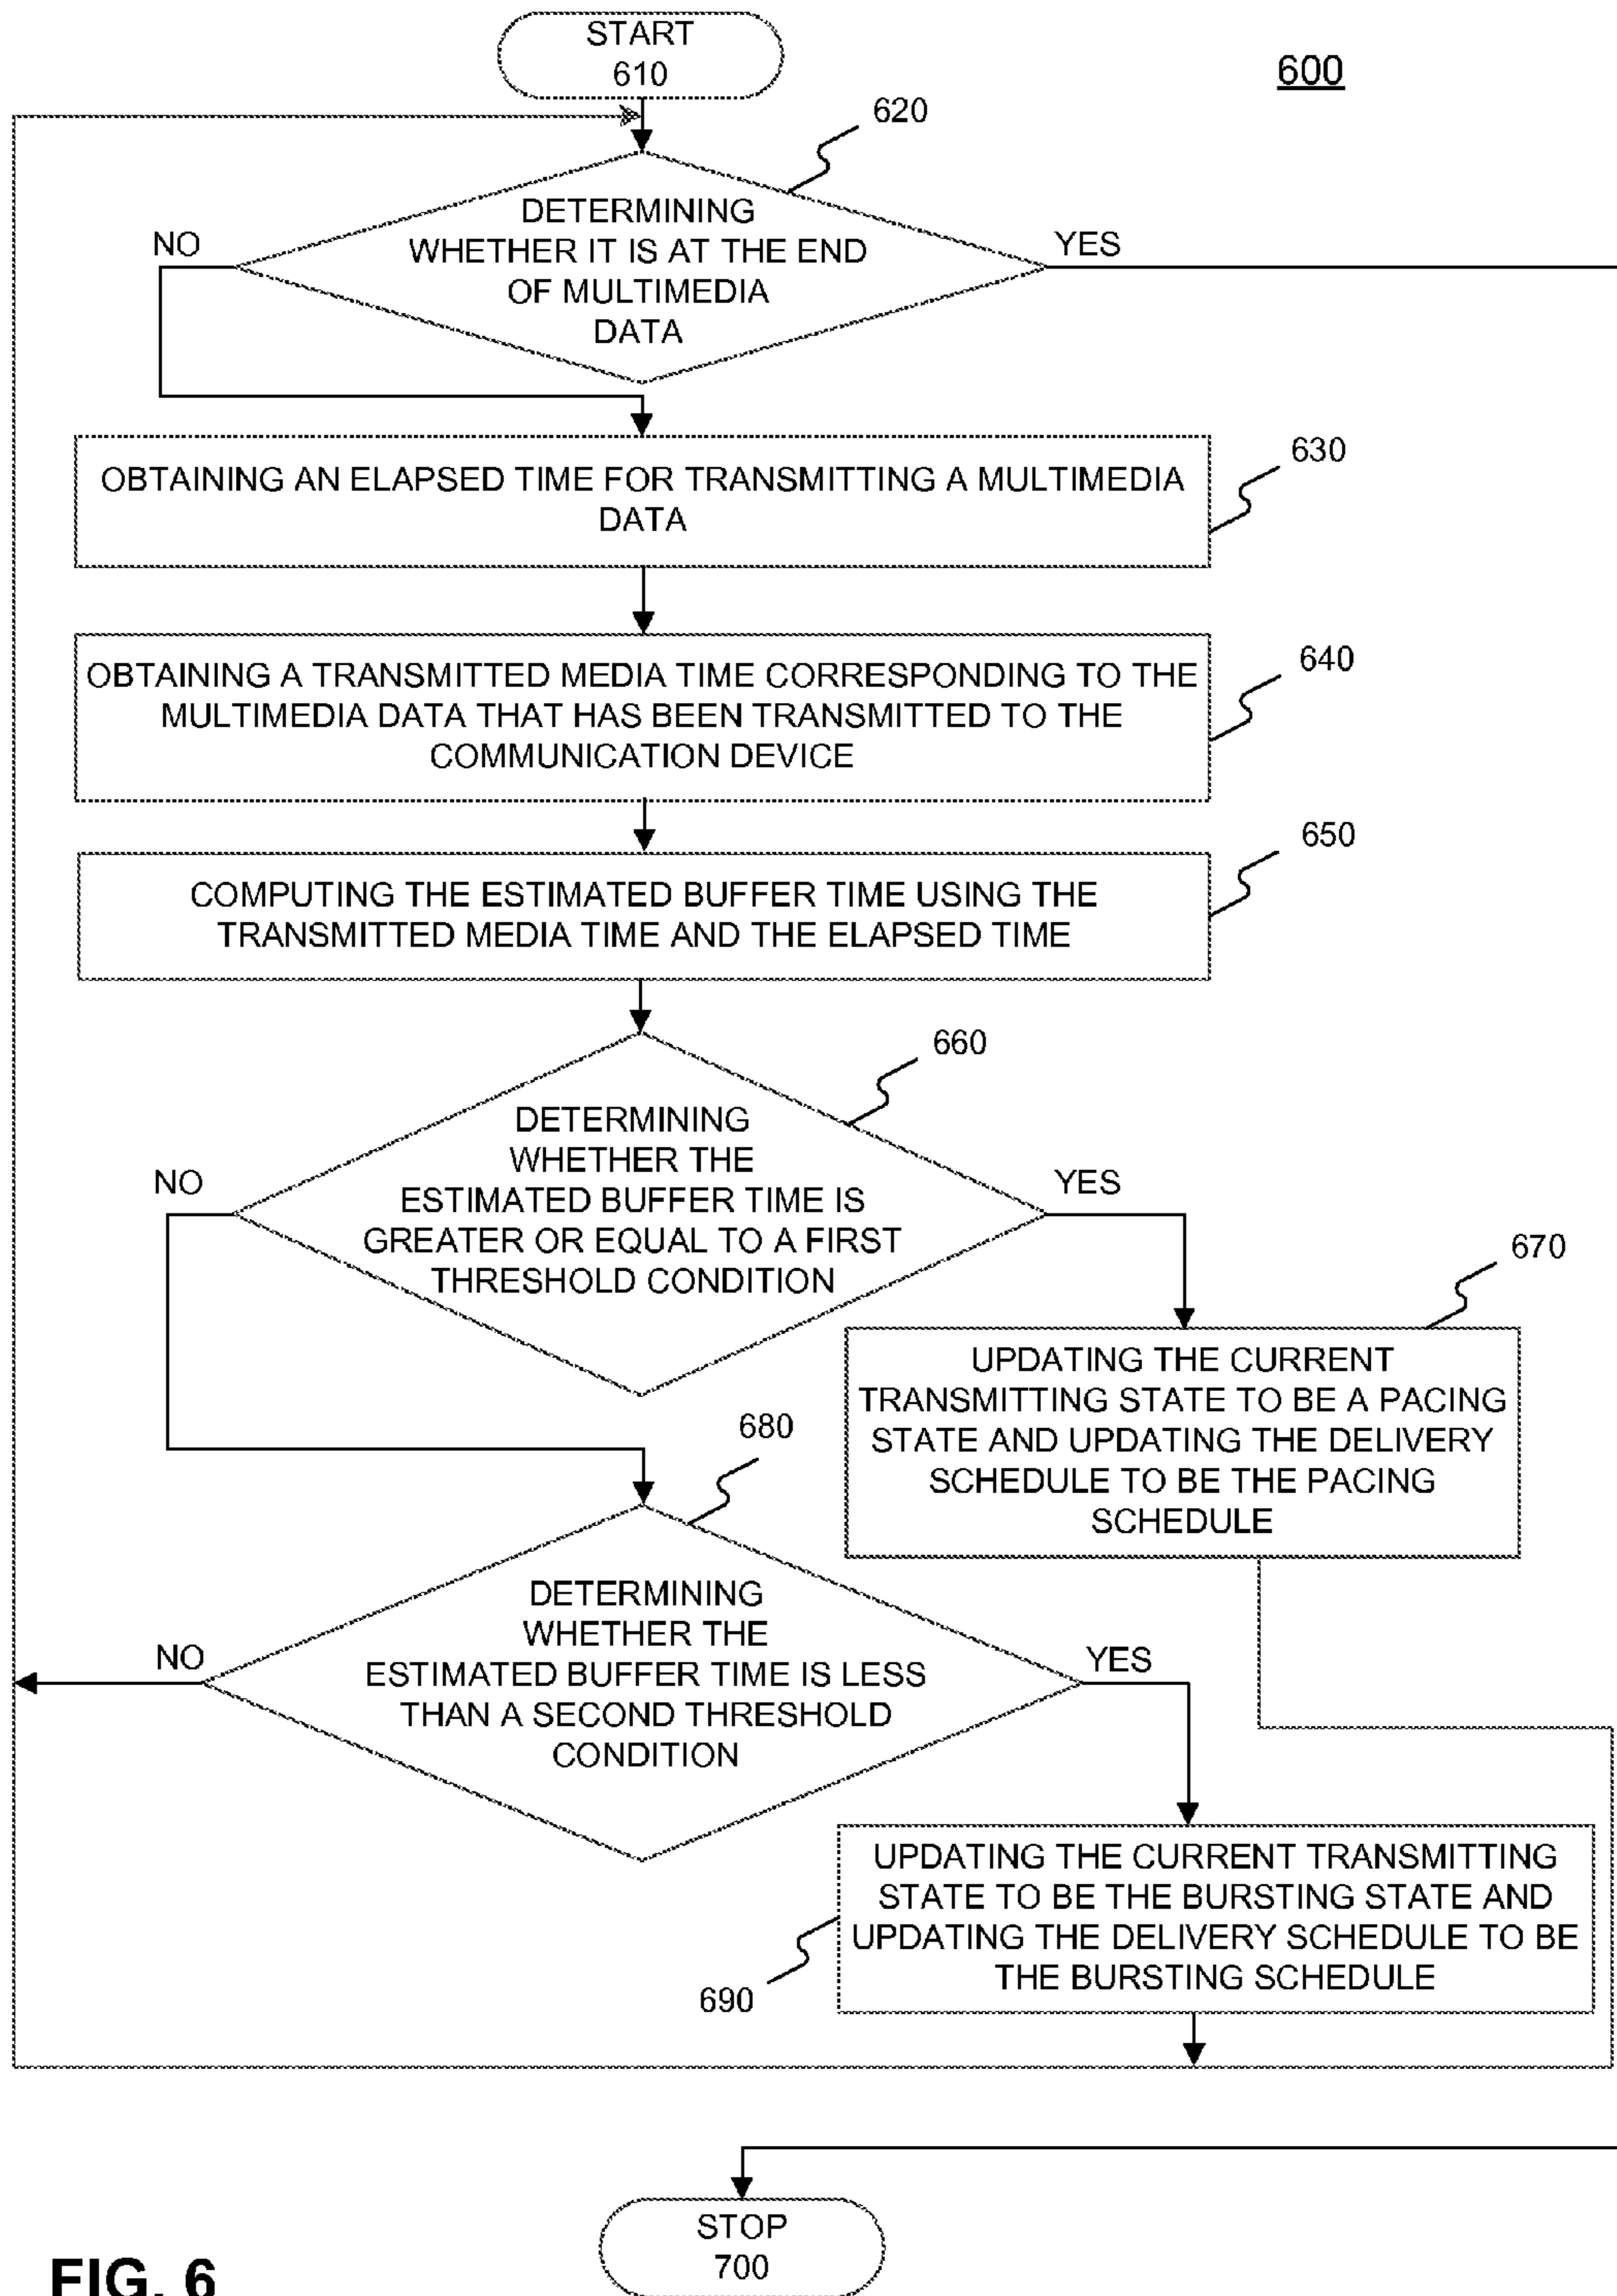 START
610
600
620
DETERMINING
WHETHER IT IS AT THE END
OF MULTIMEDIA
DATA
NO
YES
OBTAINING AN ELAPSED TIME FOR TRANSMITTING A MULTIMEDIA
DATA
630
OBTAINING A TRANSMITTED MEDIA TIME CORRESPONDING TO THE
MULTIMEDIA DATA THAT HAS BEEN TRANSMITTED TO THE
COMMUNICATION DEVICE
640
COMPUTING THE ESTIMATED BUFFER TIME USING THE
TRANSMITTED MEDIA TIME AND THE ELAPSED TIME
650
660
DETERMINING
WHETHER THE
ESTIMATED BUFFER TIME IS
GREATER OR EQUAL TO A FIRST
THRESHOLD CONDITION
NO
YES
670
UPDATING THE CURRENT
TRANSMITTING STATE TO BE A PACING
STATE AND UPDATING THE DELIVERY
SCHEDULE TO BE THE PACING
SCHEDULE
680
DETERMINING
WHETHER THE
ESTIMATED BUFFER TIME IS LESS
THAN A SECOND THRESHOLD
CONDITION
NO
YES
UPDATING THE CURRENT TRANSMITTING
STATE TO BE THE BURSTING STATE AND
UPDATING THE DELIVERY SCHEDULE TO BE
THE BURSTING SCHEDULE
690
STOP
700
FIG. 6